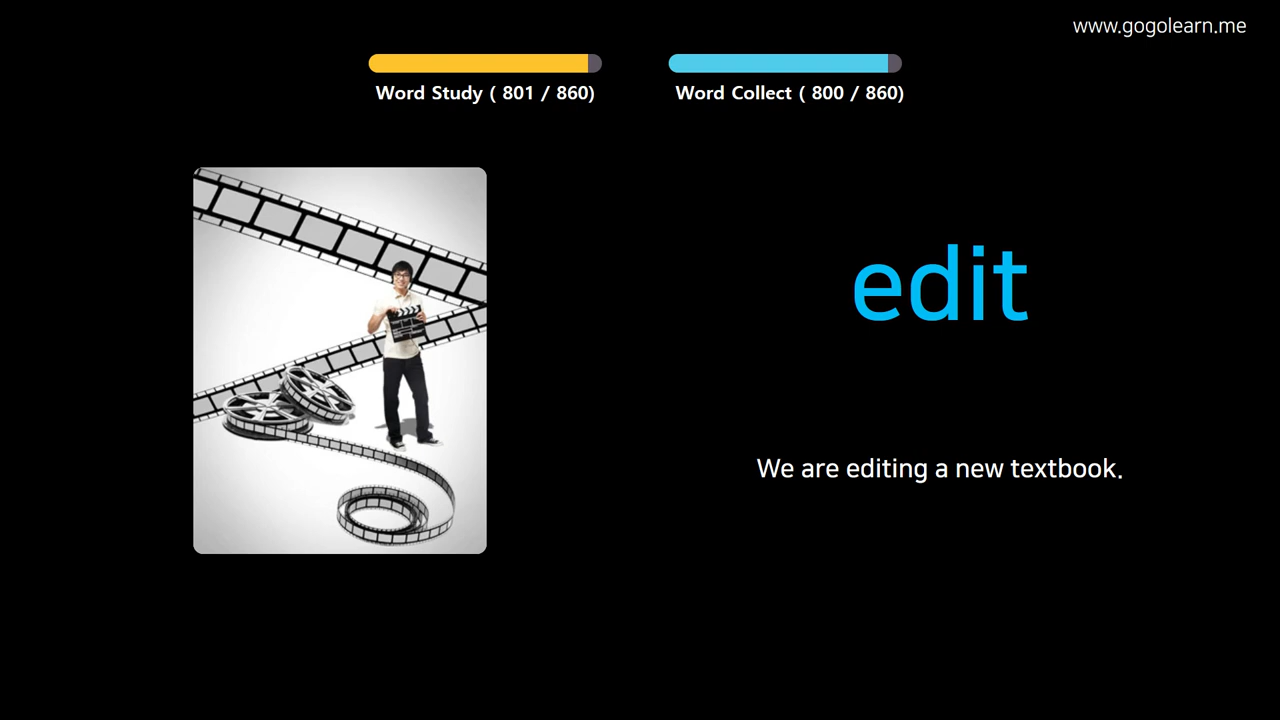 www.gogolearn.me
Word Study ( 801 / 860)
Word Collect ( 800 / 860)
edit
We are editing a new textbook.